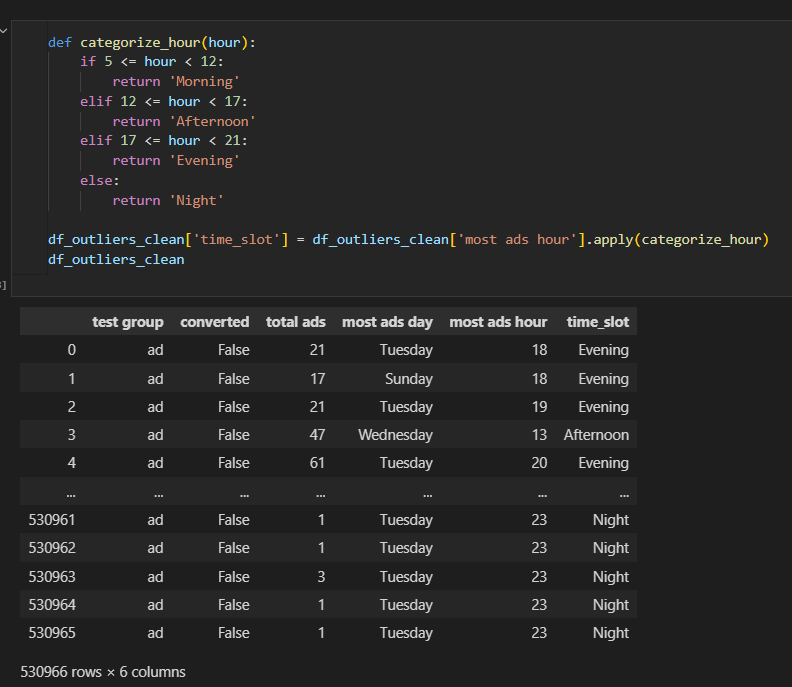 def categorize_hour(hour):
    if 5 <= hour < 12:
        return 'Morning'
    elif 12 <= hour < 17:
        return 'Afternoon'
    elif 17 <= hour < 21:
        return 'Evening'
    else:
        return 'Night'
df_outliers_clean['time_slot'] = df_outliers_clean['most ads hour'].apply(categorize_hour)
df_outliers_clean
]
test group converted total ads most ads day most ads hour time_slot
0 ad False 21 Tuesday 18 Evening
1 ad False 17 Sunday 18 Evening
2 ad False 21 Tuesday 19 Evening
3 ad False 47 Wednesday 13 Afternoon
4 ad False 61 Tuesday 20 Evening
... ... ... ... ... ... ...
530961 ad False 1 Tuesday 23 Night
530962 ad False 1 Tuesday 23 Night
530963 ad False 3 Tuesday 23 Night
530964 ad False 1 Tuesday 23 Night
530965 ad False 1 Tuesday 23 Night
530966 rows × 6 columns